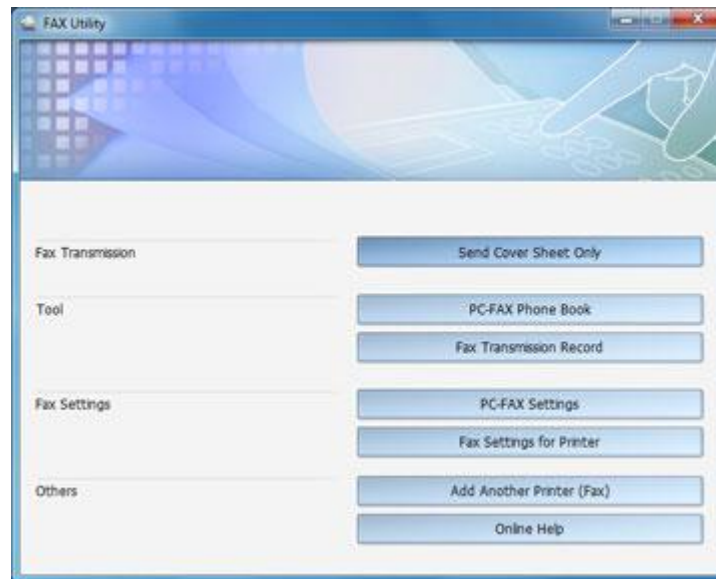 FAX Utility
Fax Transmission
Send Cover Sheet Only
Tool
PC-FAX Phone Book
Fax Transmission Record
Fax Settings
PC-FAX Settings
Fax Settings for Printer
Others
Add Another Printer (Fax)
Online Help